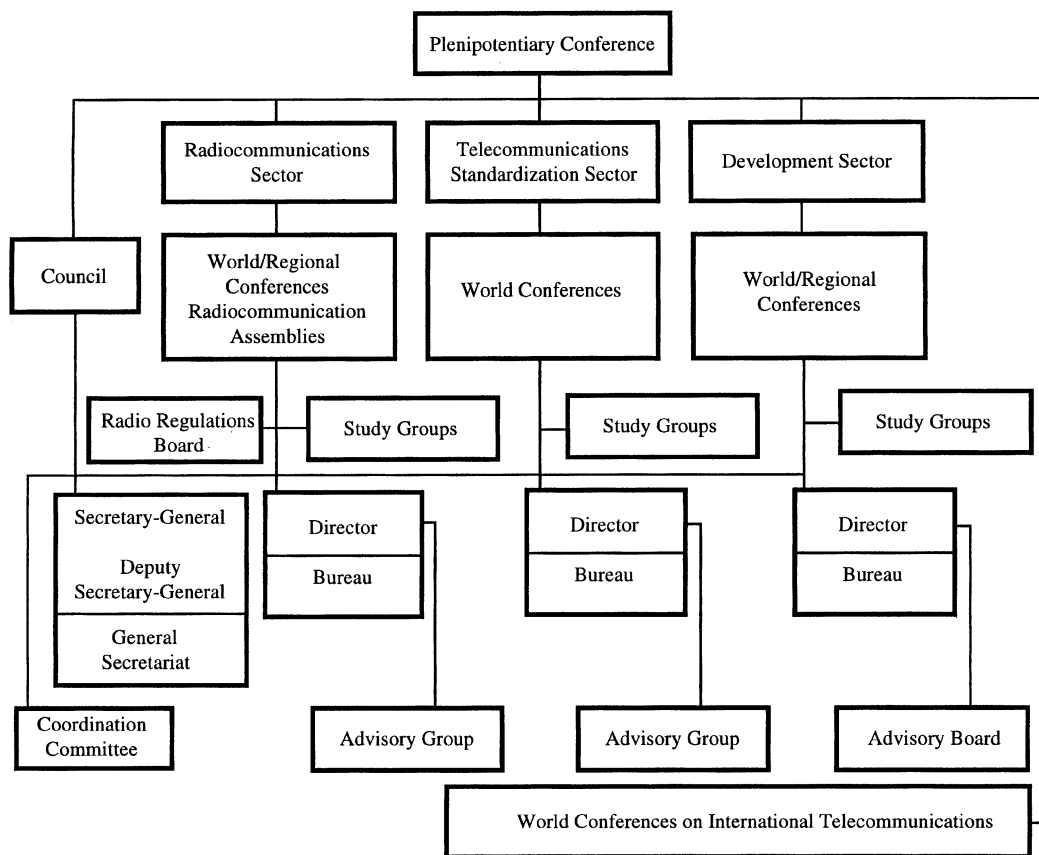 Plenipotentiary Conference
Radiocommunications
Sector
Telecommunications
Standardization Sector
Development Sector
Council
World/Regional
Conferences
Radiocommunication
Assemblies
World Conferences
World/Regional
Conferences
Radio Regulations
Board
Study Groups
Study Groups
Study Groups
Secretary-General
Deputy
Secretary-General
General
Secretariat
Director
Bureau
Director
Bureau
Director
Bureau
Coordination
Committee
Advisory Group
Advisory Group
Advisory Board
World Conferences on International Telecommunications